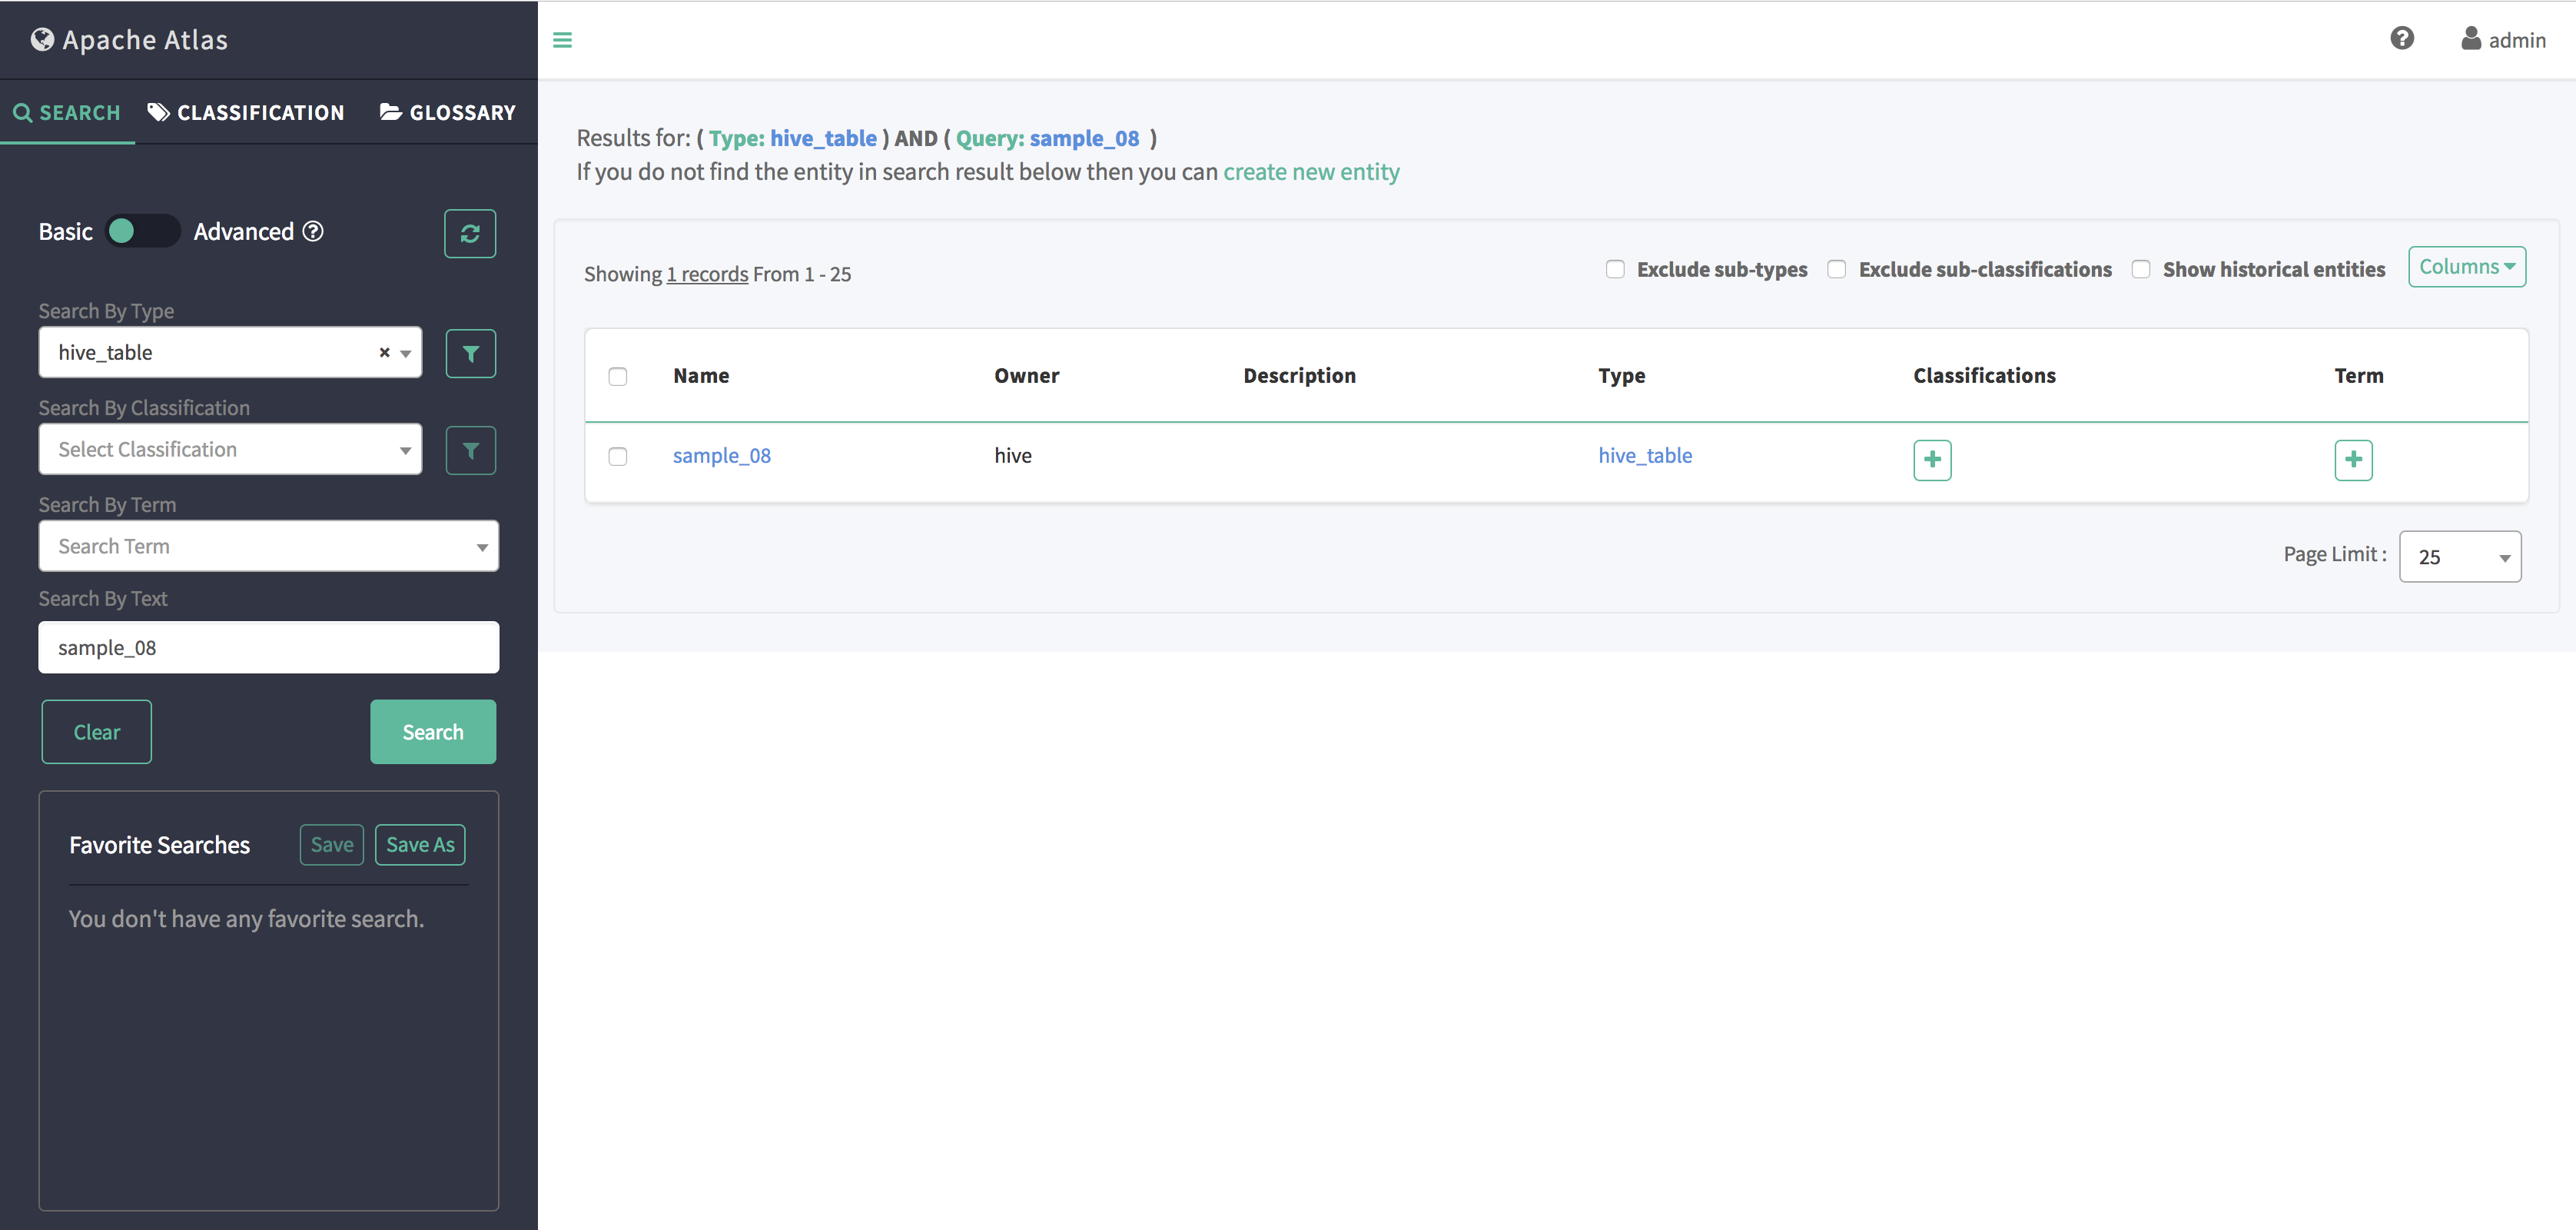 Apache Atlas
admin
SEARCH CLASSIFICATION GLOSSARY
Basic Advanced
Search By Type
hive_table
Search By Classification
Select Classification
Search By Term
Search Term
Search By Text
sample_08
Clear Search
Favorite Searches Save Save As
You don't have any favorite search.
Results for: ( Type: hive_table ) AND ( Query: sample_08 )
If you do not find the entity in search result below then you can create new entity
Showing 1 records From 1 - 25
Exclude sub-types Exclude sub-classifications Show historical entities Columns
Name Owner Description Type Classifications Term
sample_08 hive hive_table
Page Limit : 25